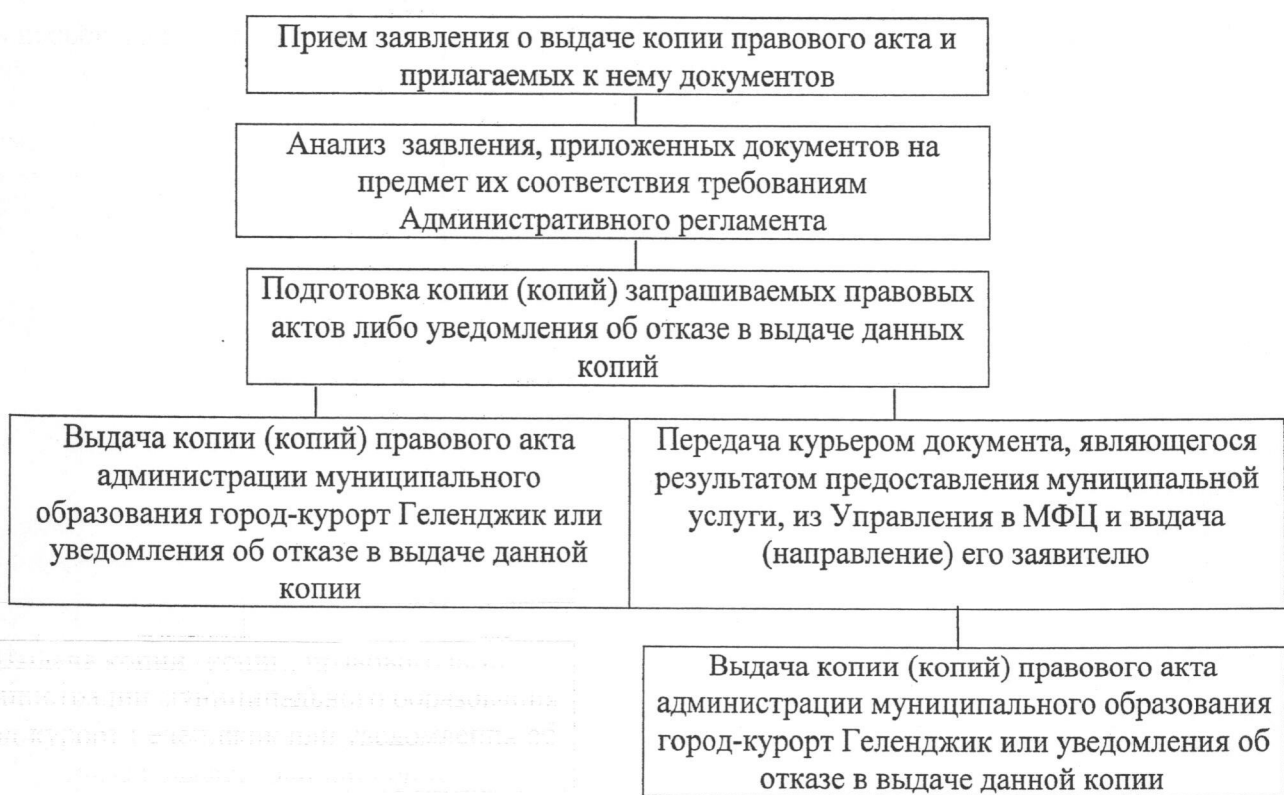 Прием заявления о выдаче копии правового акта и
прилагаемых к нему документов
Анализ заявления, приложенных документов на
предмет их соответствия требованиям
Административного регламента
Подготовка копии (копий) запрашиваемых правовых
актов либо уведомления об отказе в выдаче данных
копий
Выдача копии (копий) правового акта
администрации муниципального
образования город-курорт Геленджик или
уведомления об отказе в выдаче данной
копии
Передача курьером документа, являющегося
результатом предоставления муниципальной
услуги, из Управления в МФЦ и выдача
(направление) его заявителю
Выдача копии (копий) правового акта
администрации муниципального образования
город-курорт Геленджик или уведомления об
отказе в выдаче данной копии